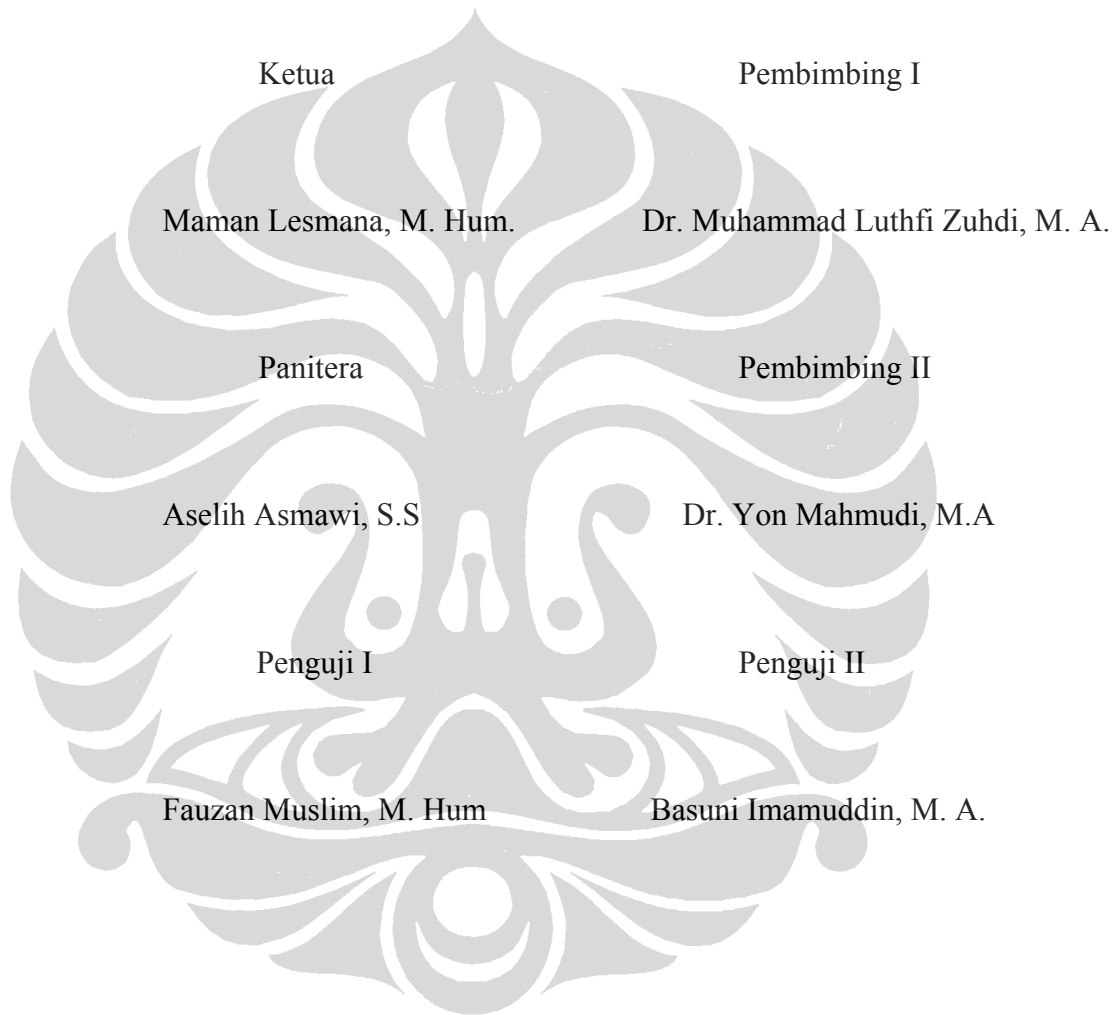 Ketua Pembimbing I
Maman Lesmana, M. Hum. Dr. Muhammad Luthfi Zuhdi, M. A.
Panitera Pembimbing II
Aselih Asmawi, S.S Dr. Yon Mahmudi, M.A
Penguji I Penguji II
Fauzan Muslim, M. Hum Basuni Imamuddin, M. A.